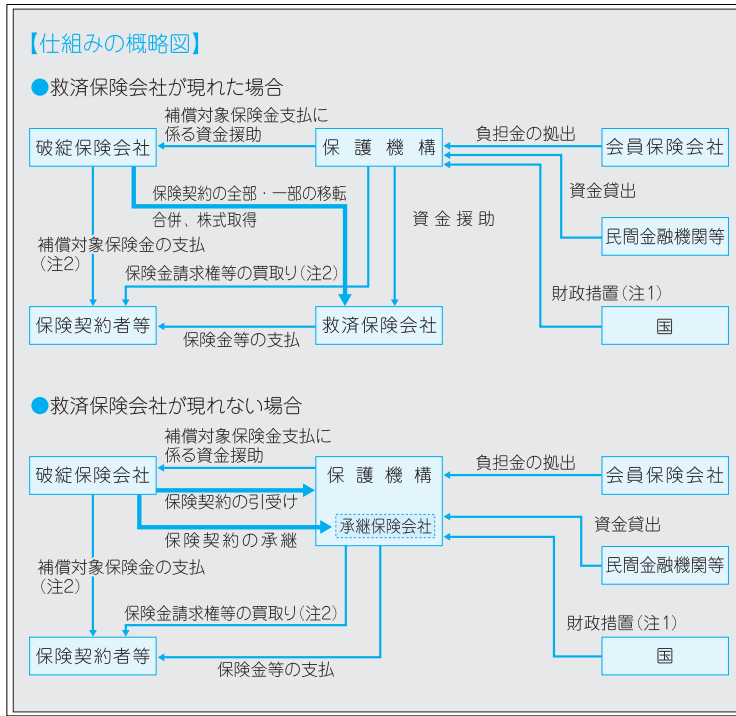 【仕組みの概略図】
●救済保険会社が現れた場合
補償対象保険金支払に
係る資金援助
負担金の拠出
破綻保険会社
保護機構
会員保険会社
保険契約の全部・一部の移転
合併、株式取得
資金援助
資金貸出
民間金融機関等
補償対象保険金の支払
(注2)
保険金請求権等の買取り(注2)
財政措置(注1)
保険契約者等
救済保険会社
国
保険金等の支払
●救済保険会社が現れない場合
補償対象保険金支払に
係る資金援助
負担金の拠出
破綻保険会社
保護機構
会員保険会社
保険契約の引受け
承継保険会社
資金貸出
保険契約の承継
民間金融機関等
補償対象保険金の支払
(注2)
保険金請求権等の買取り(注2)
財政措置(注1)
保険契約者等
国
保険金等の支払